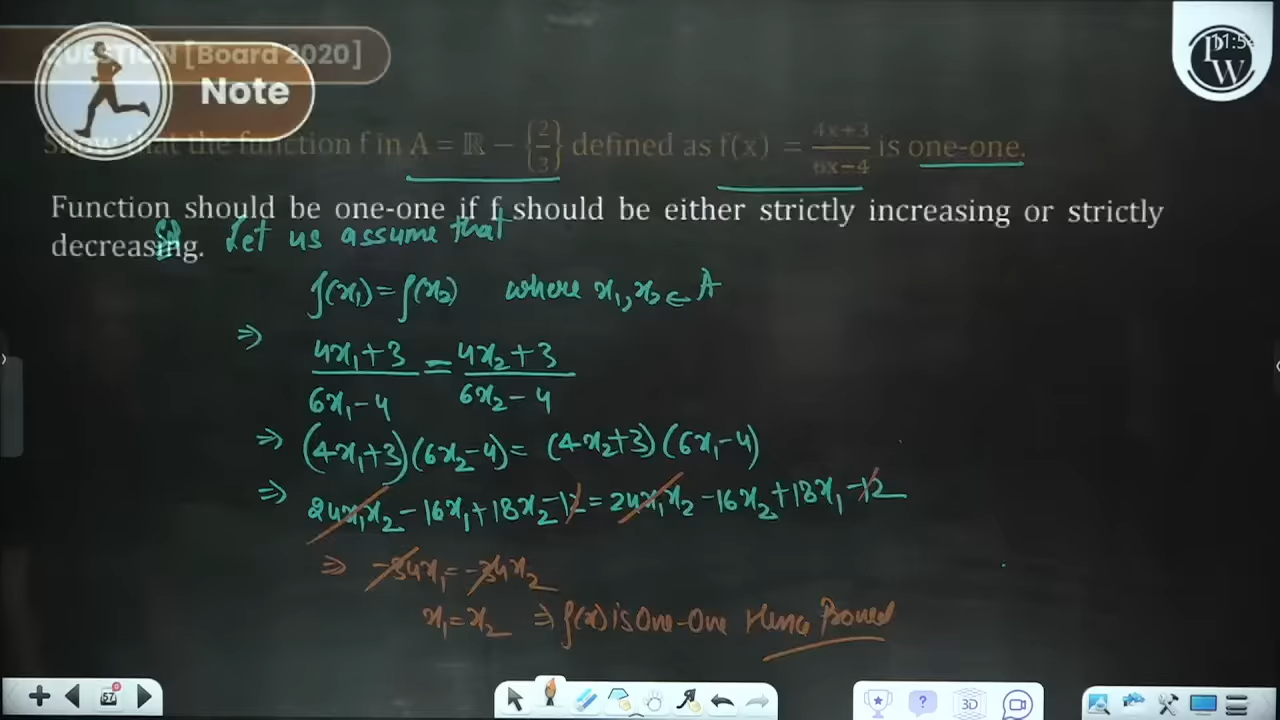 QUESTION [Board 2020]
Note
Show that the function f in A = ℝ − {2/3} defined as f(x) = (4x+3)/(6x−4) is one-one.
Function should be one-one if f should be either strictly increasing or strictly
decreasing.
Sol Let us assume that
f(x₁) = f(x₂) where x₁, x₂ ∈ A
⇒ (4x₁+3)/(6x₁−4) = (4x₂+3)/(6x₂−4)
⇒ (4x₁+3)(6x₂−4) = (4x₂+3)(6x₁−4)
⇒ 24x₁x₂ − 16x₁ + 18x₂ − 12 = 24x₁x₂ − 16x₂ + 18x₁ − 12
⇒ −34x₁ = −34x₂
x₁ = x₂ ⇒ f(x) is One-One Hence Proved
PW
57
3D